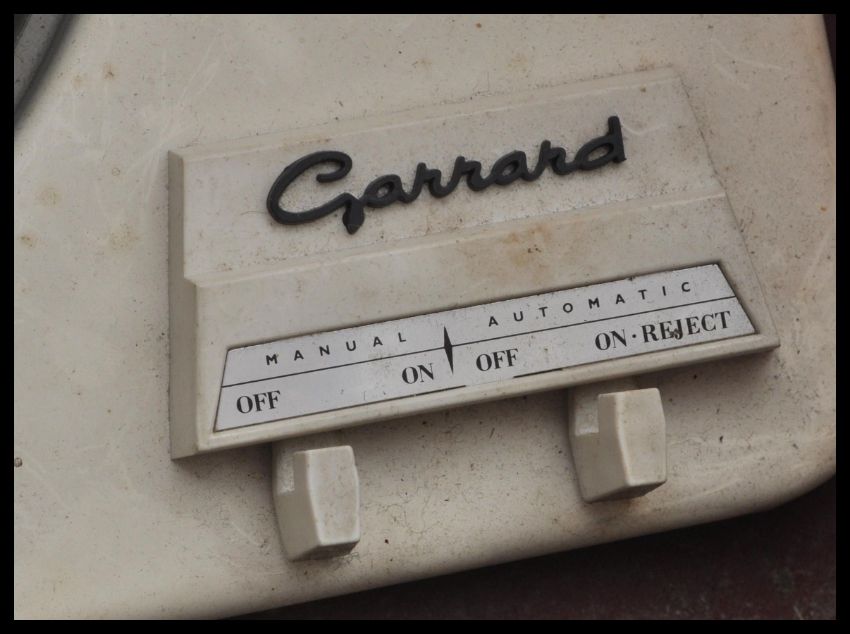 Garrard
MANUAL AUTOMATIC
OFF ON OFF ON·REJECT